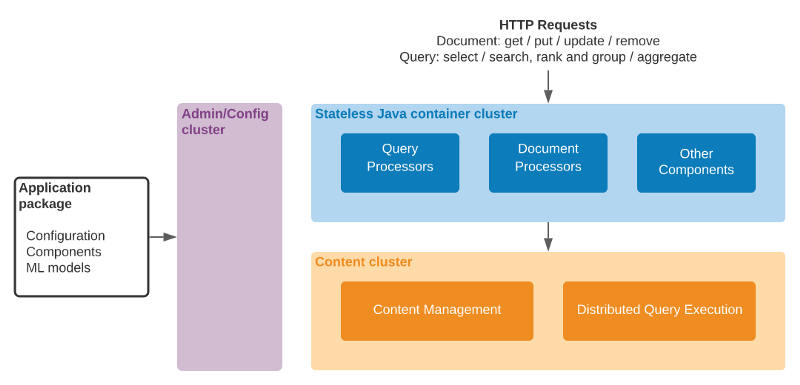 HTTP Requests
Document: get / put / update / remove
Query: select / search, rank and group / aggregate
Admin/Config
cluster
Stateless Java container cluster
Query
Processors
Document
Processors
Other
Components
Application
package
Configuration
Components
ML models
Content cluster
Content Management
Distributed Query Execution